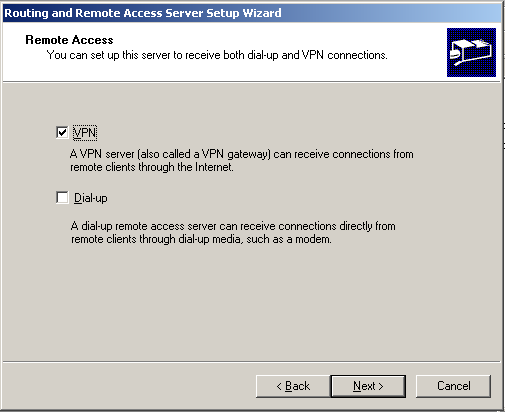 Routing and Remote Access Server Setup Wizard
Remote Access
You can set up this server to receive both dial-up and VPN connections.
VPN
A VPN server (also called a VPN gateway) can receive connections from
remote clients through the Internet.
Dial-up
A dial-up remote access server can receive connections directly from
remote clients through dial-up media, such as a modem.
< Back Next > Cancel